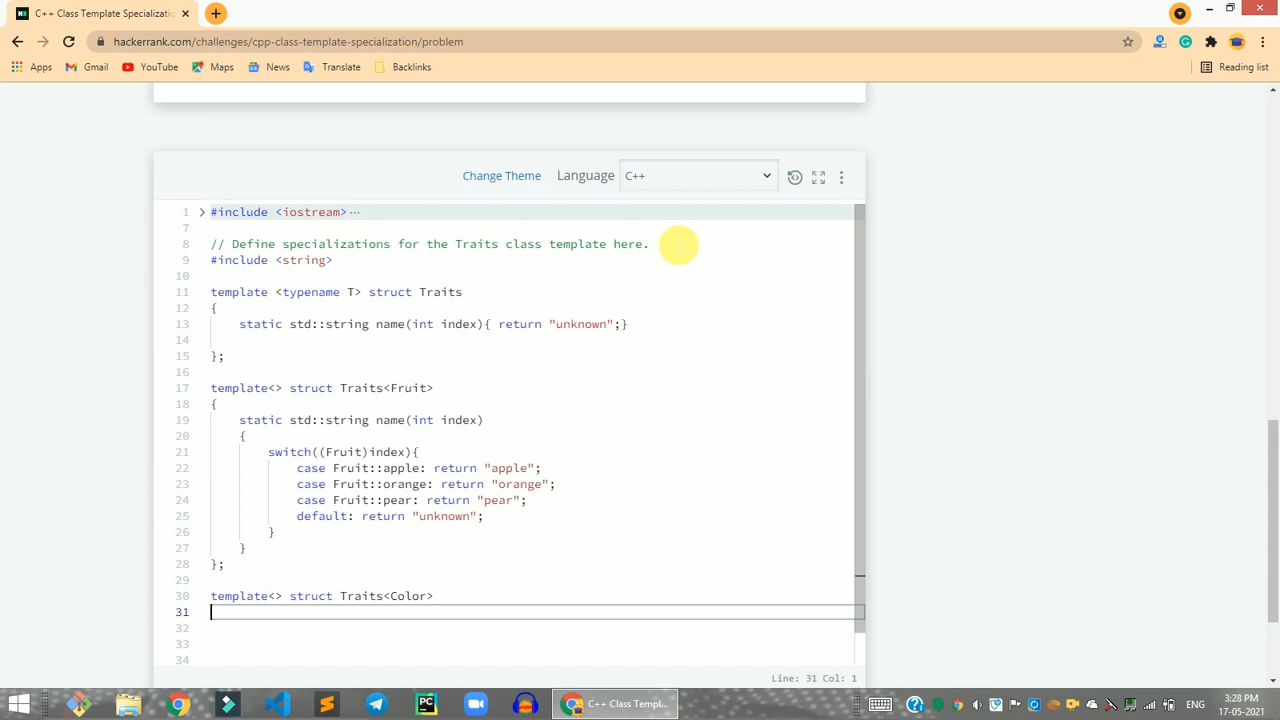 C++ Class Template Specializati
hackerrank.com/challenges/cpp-class-template-specialization/problem
Apps Gmail YouTube Maps News Translate Backlinks Reading list
Change Theme Language C++
1 > #include <iostream> ···
7
8 // Define specializations for the Traits class template here.
9 #include <string>
10
11 template <typename T> struct Traits
12 {
13 static std::string name(int index){ return "unknown";}
14
15 };
16
17 template<> struct Traits<Fruit>
18 {
19 static std::string name(int index)
20 {
21 switch((Fruit)index){
22 case Fruit::apple: return "apple";
23 case Fruit::orange: return "orange";
24 case Fruit::pear: return "pear";
25 default: return "unknown";
26 }
27 }
28 };
29
30 template<> struct Traits<Color>
31
32
33
34
Line: 31 Col: 1
C++ Class Templ...
ENG
3:28 PM
17-05-2021